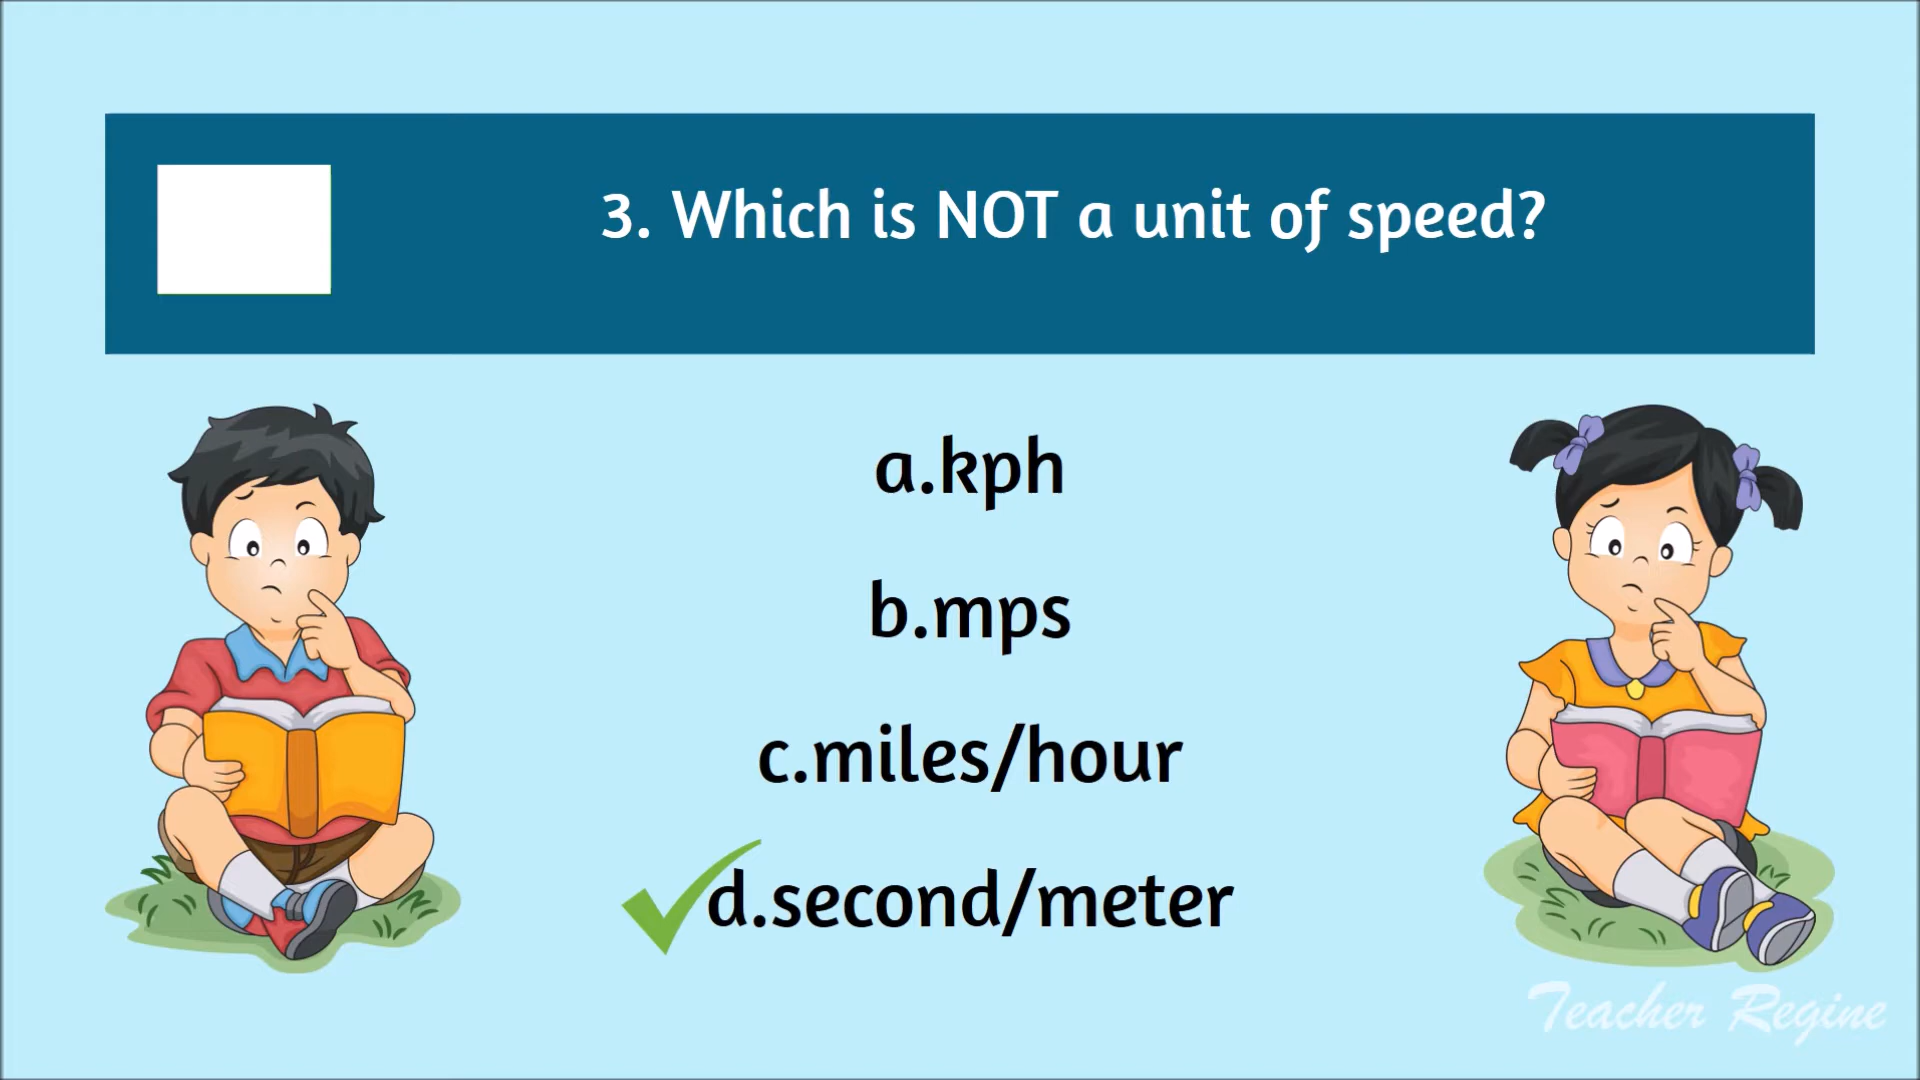 3. Which is NOT a unit of speed?
a.kph
b.mps
c.miles/hour
d.second/meter
Teacher Regine